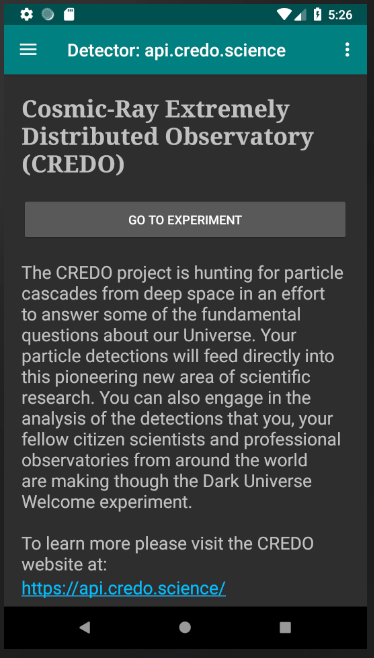 5:26
Detector: api.credo.science
Cosmic-Ray Extremely
Distributed Observatory
(CREDO)
GO TO EXPERIMENT
The CREDO project is hunting for particle
cascades from deep space in an effort
to answer some of the fundamental
questions about our Universe. Your
particle detections will feed directly into
this pioneering new area of scientific
research. You can also engage in the
analysis of the detections that you, your
fellow citizen scientists and professional
observatories from around the world
are making though the Dark Universe
Welcome experiment.
To learn more please visit the CREDO
website at:
https://api.credo.science/